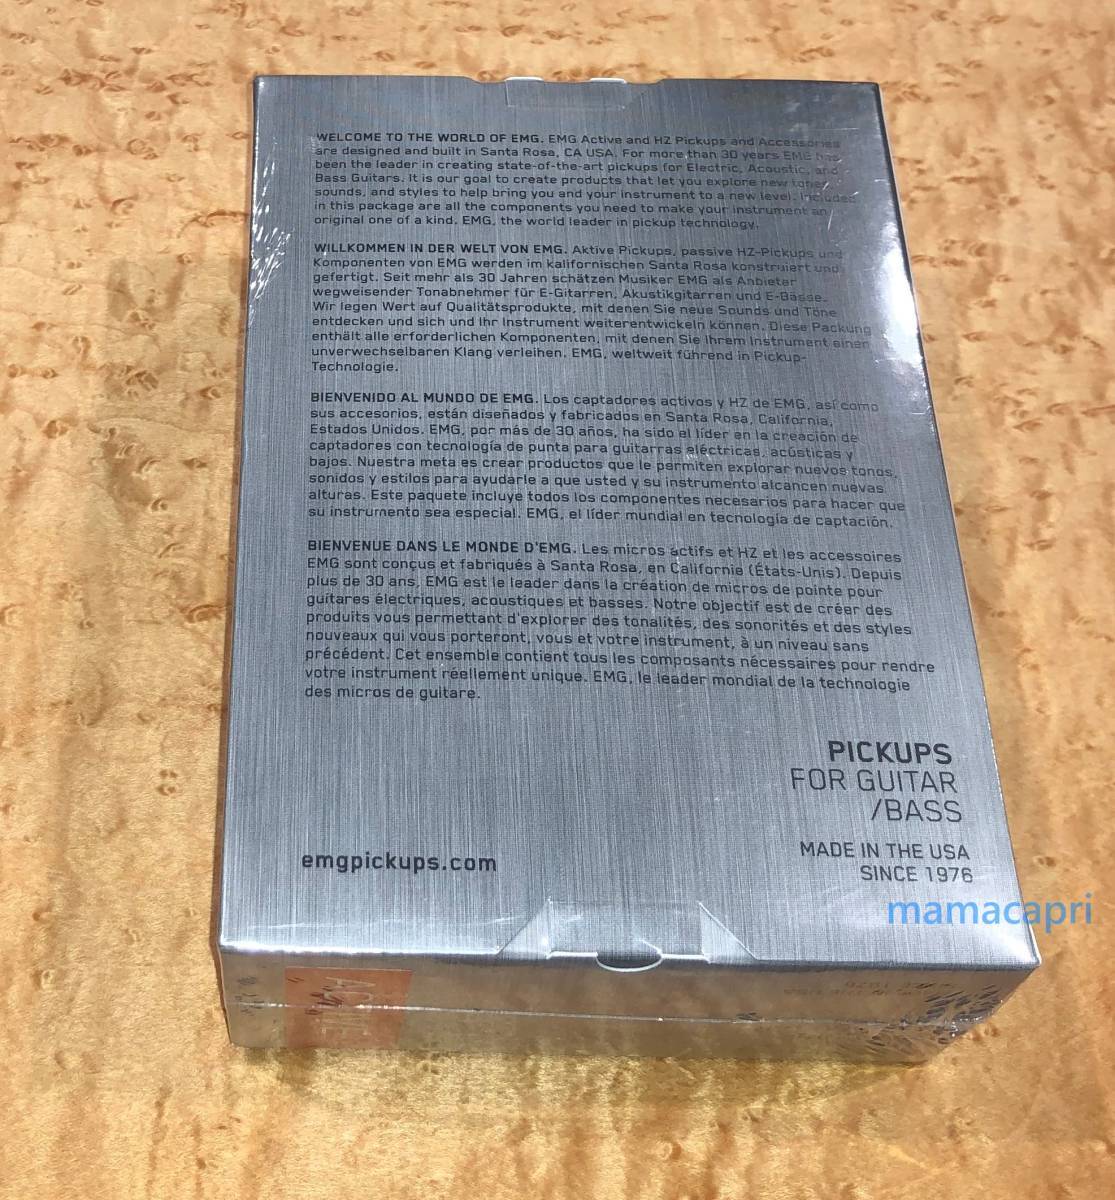 WELCOME TO THE WORLD OF EMG. EMG Active and HZ Pickups and Accessories
are designed and built in Santa Rosa, CA USA. For more than 30 years EMG has
been the leader in creating state-of-the-art pickups for Electric, Acoustic, and
Bass Guitars. It is our goal to create products that let you explore new tones,
sounds, and styles to help bring you and your instrument to a new level. Included
in this package are all the components you need to make your instrument an
original one of a kind. EMG, the world leader in pickup technology.
WILLKOMMEN IN DER WELT VON EMG. Aktive Pickups, passive HZ-Pickups und
Komponenten von EMG werden im kalifornischen Santa Rosa konstruiert und
gefertigt. Seit mehr als 30 Jahren schätzen Musiker EMG als Anbieter
wegweisender Tonabnehmer für E-Gitarren, Akustikgitarren und E-Bässe.
Wir legen Wert auf Qualitätsprodukte, mit denen Sie neue Sounds und Töne
entdecken und sich und Ihr Instrument weiterentwickeln können. Diese Packung
enthält alle erforderlichen Komponenten, mit denen Sie Ihrem Instrument einen
unverwechselbaren Klang verleihen. EMG, weltweit führend in Pickup-
Technologie.
BIENVENIDO AL MUNDO DE EMG. Los captadores activos y HZ de EMG, así como
sus accesorios, están diseñados y fabricados en Santa Rosa, California,
Estados Unidos. EMG, por más de 30 años, ha sido el líder en la creación de
captadores con tecnología de punta para guitarras eléctricas, acústicas y
bajos. Nuestra meta es crear productos que le permiten explorar nuevos tonos,
sonidos y estilos para ayudarle a que usted y su instrumento alcancen nuevas
alturas. Este paquete incluye todos los componentes necesarios para hacer que
su instrumento sea especial. EMG, el líder mundial en tecnología de captación.
BIENVENUE DANS LE MONDE D'EMG. Les micros actifs et HZ et les accessoires
EMG sont conçus et fabriqués à Santa Rosa, en Californie (États-Unis). Depuis
plus de 30 ans, EMG est le leader dans la création de micros de pointe pour
guitares électriques, acoustiques et basses. Notre objectif est de créer des
produits vous permettant d'explorer des tonalités, des sonorités et des styles
nouveaux qui vous porteront, vous et votre instrument, à un niveau sans
précédent. Cet ensemble contient tous les composants nécessaires pour rendre
votre instrument réellement unique. EMG, le leader mondial de la technologie
des micros de guitare.
PICKUPS
FOR GUITAR
/BASS
emgpickups.com
MADE IN THE USA
SINCE 1976
mamacapri